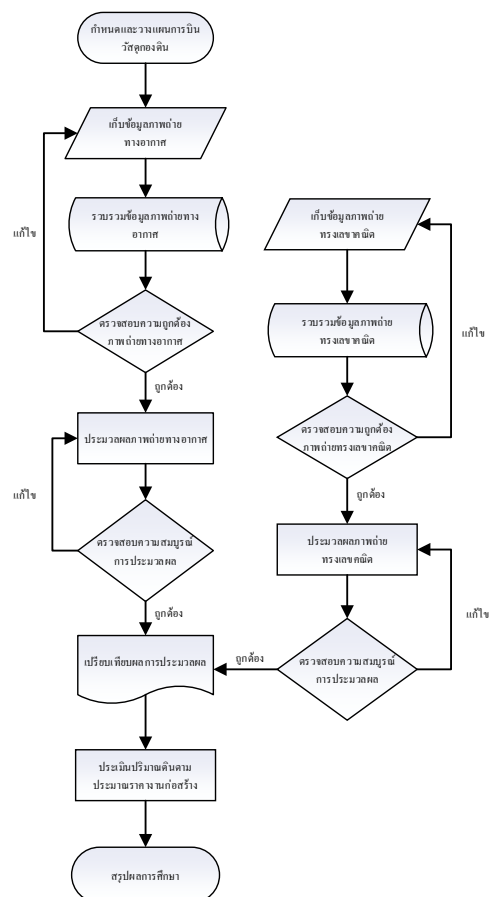 กำหนดและวางแผนการบิน
วัสดุกองดิน
เก็บข้อมูลภาพถ่าย
ทางอากาศ
รวบรวมข้อมูลภาพถ่ายทาง
อากาศ
แก้ไข
ตรวจสอบความถูกต้อง
ภาพถ่ายทางอากาศ
ถูกต้อง
ประมวลผลภาพถ่ายทางอากาศ
แก้ไข
ตรวจสอบความสมบูรณ์
การประมวลผล
ถูกต้อง
เปรียบเทียบผลการประมวลผล
ประเมินปริมาณดินตาม
ประมาณราคางานก่อสร้าง
สรุปผลการศึกษา
เก็บข้อมูลภาพถ่าย
ทรงเลขาคณิต
รวบรวมข้อมูลภาพถ่าย
ทรงเลขาคณิต
แก้ไข
ตรวจสอบความถูกต้อง
ภาพถ่ายทรงเลขาคณิต
ถูกต้อง
ประมวลผลภาพถ่าย
ทรงเลขาคณิต
แก้ไข
ตรวจสอบความสมบูรณ์
การประมวลผล
ถูกต้อง